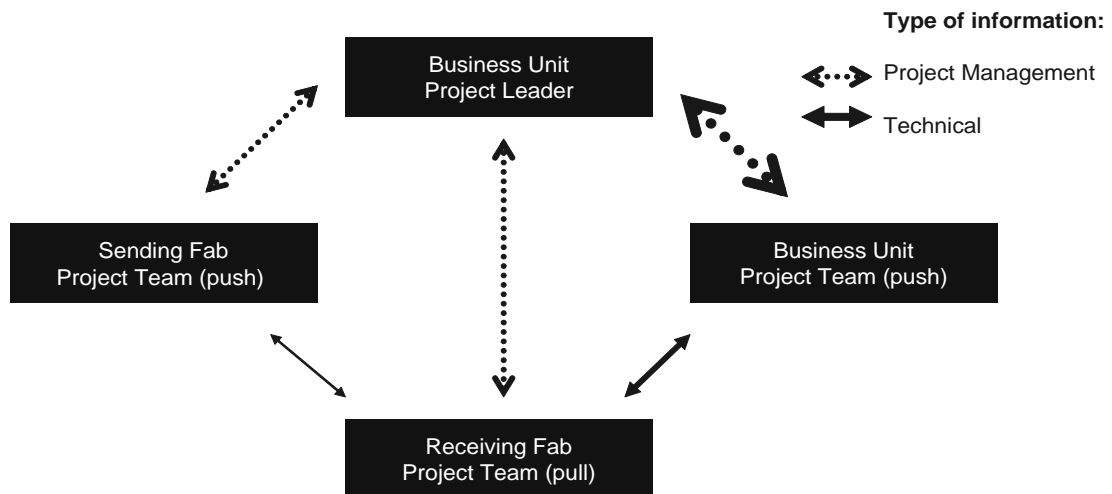 Type of information:
Project Management
Technical
Business Unit
Project Leader
Sending Fab
Project Team (push)
Business Unit
Project Team (push)
Receiving Fab
Project Team (pull)